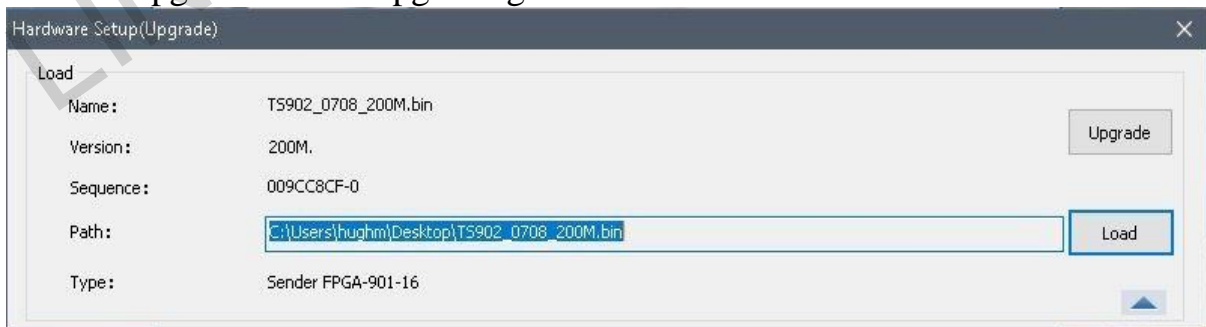 Hardware Setup(Upgrade)
Load
Name: TS902_0708_200M.bin
Upgrade
Version: 200M.
Sequence: 009CC8CF-0
Path: C:\Users\hughm\Desktop\TS902_0708_200M.bin Load
Type: Sender FPGA-901-16